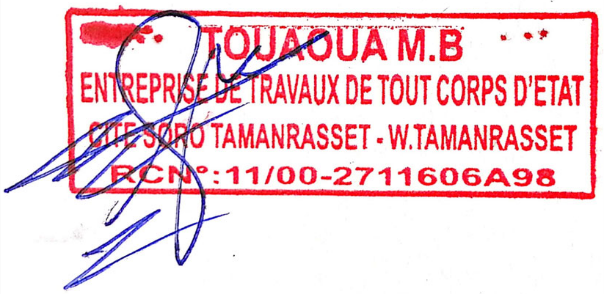 TOUAOUA M.B
ENTREPRISE DE TRAVAUX DE TOUT CORPS D'ETAT
CITE SORO TAMANRASSET - W.TAMANRASSET
RCN°:11/00-2711606A98